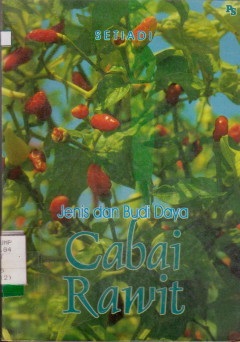 SETIADI
PS
Jenis dan Budi Daya
Cabai
Rawit